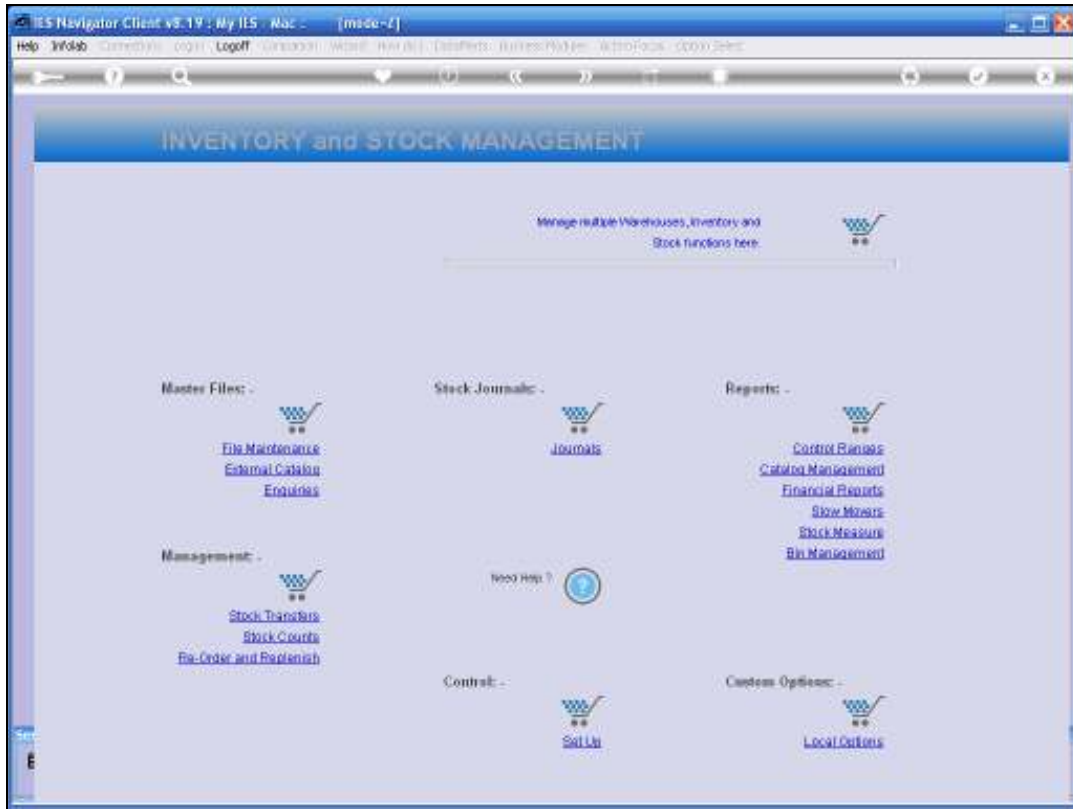 IES Navigator Client v8.19 : My IES - Mac - [mode-L]
Help Infolab Logoff
INVENTORY and STOCK MANAGEMENT
Manage multiple Warehouses, Inventory and
Stock functions here.
Master Files: -
File Maintenance
External Catalog
Enquiries
Stock Journals: -
Journals
Reports: -
Control Ranges
Catalog Management
Financial Reports
Slow Movers
Stock Measure
Bin Management
Management: -
Stock Transfers
Stock Counts
Re-Order and Replenish
Need Help ?
Control: -
Set Up
Custom Options: -
Local Options